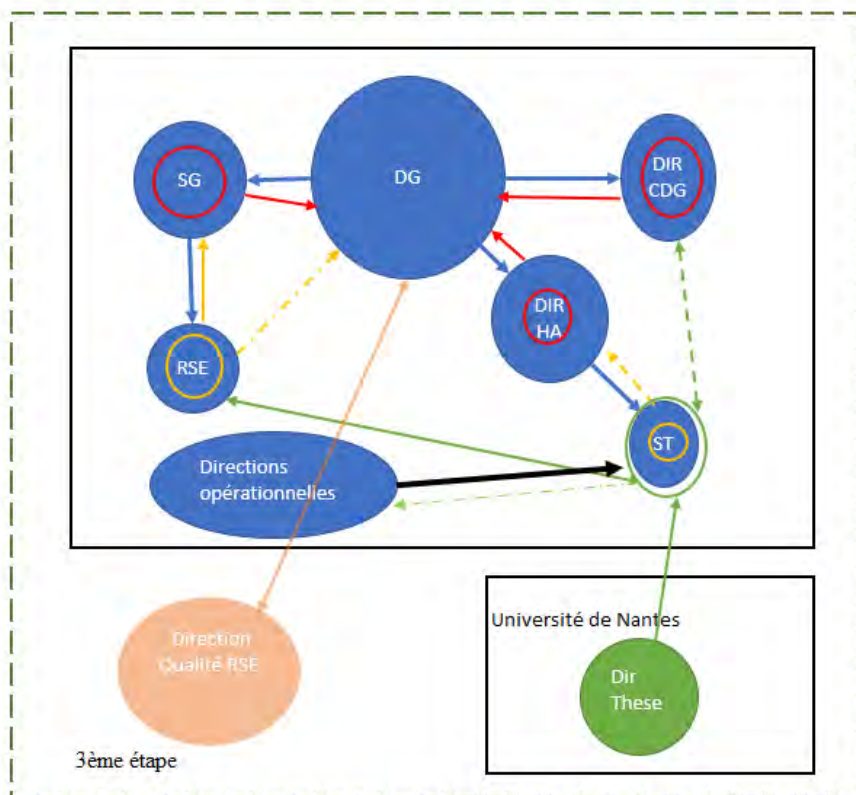 SG
DG
DIR
CDG
DIR
HA
RSE
ST
Directions
opérationnelles
Direction
Qualité RSE
Université de Nantes
Dir
These
3ème étape